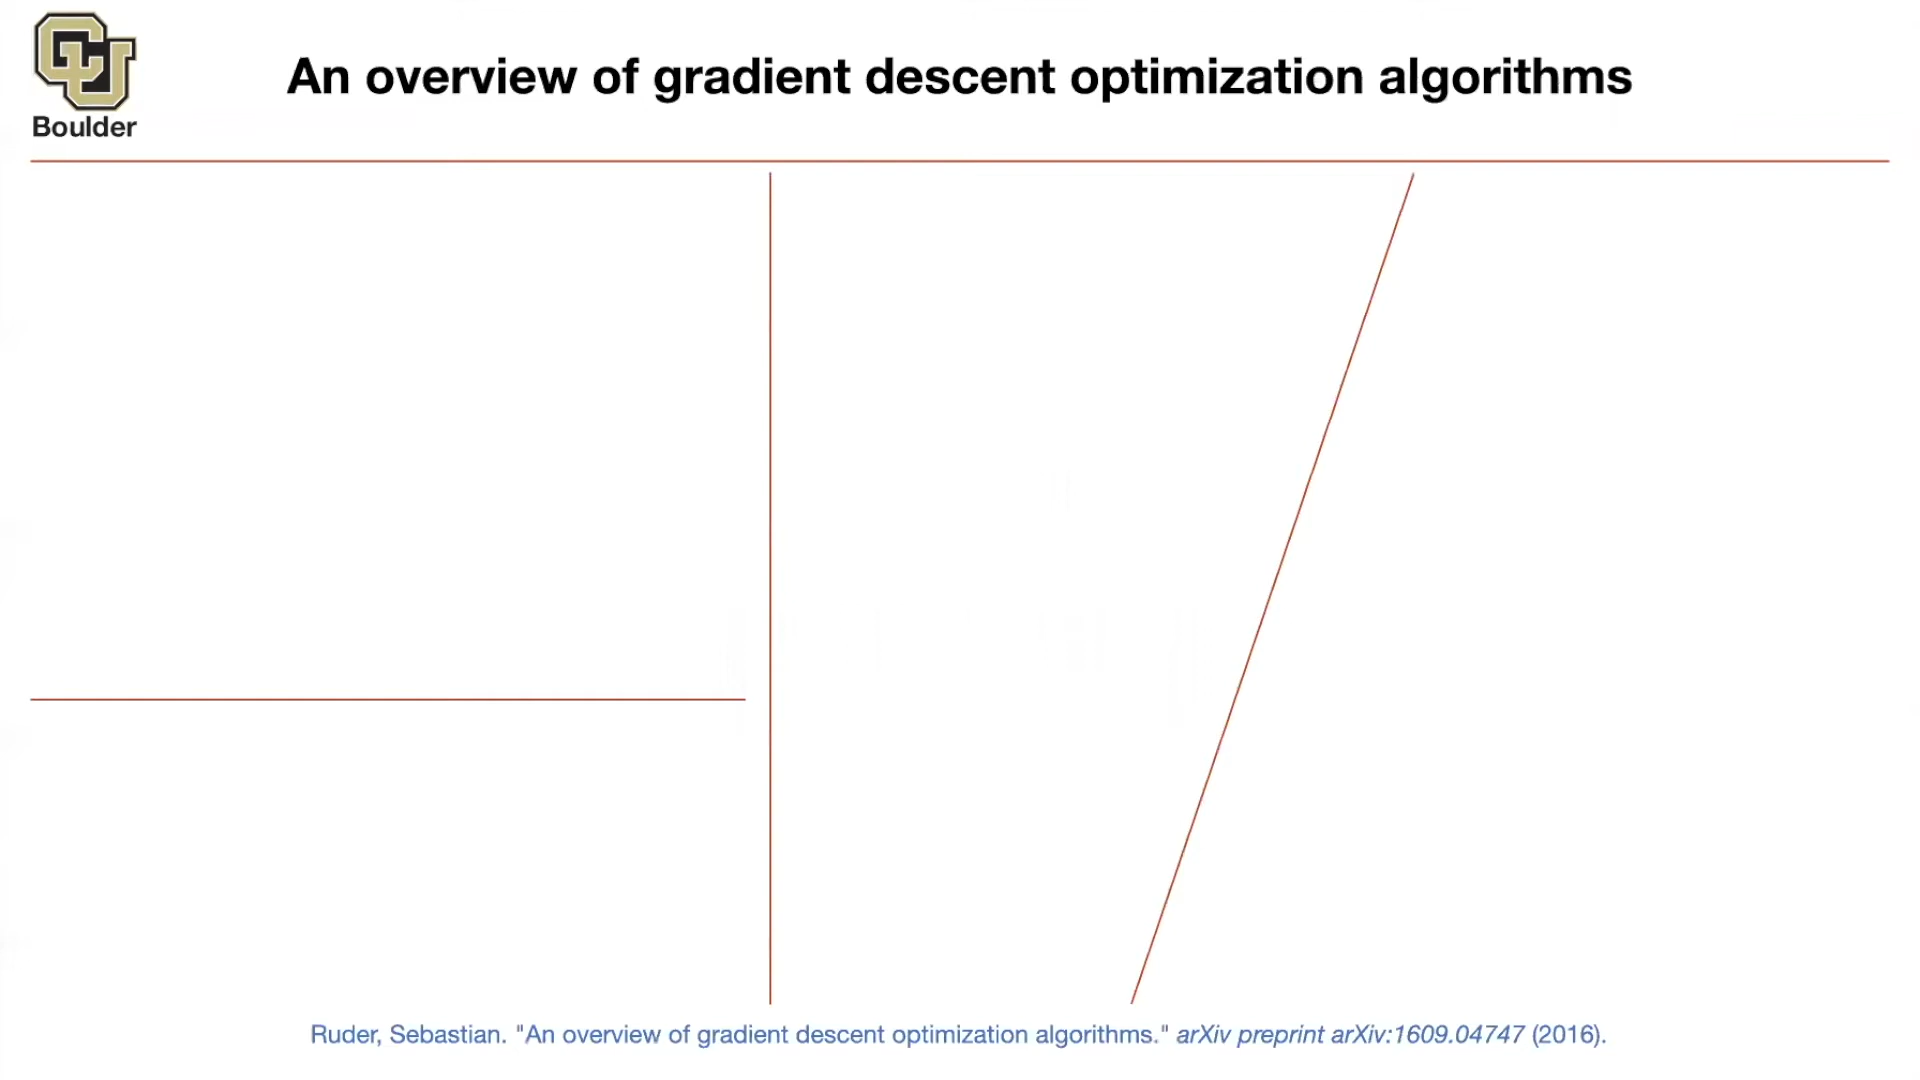 CU
Boulder
An overview of gradient descent optimization algorithms
Ruder, Sebastian. "An overview of gradient descent optimization algorithms." arXiv preprint arXiv:1609.04747 (2016).